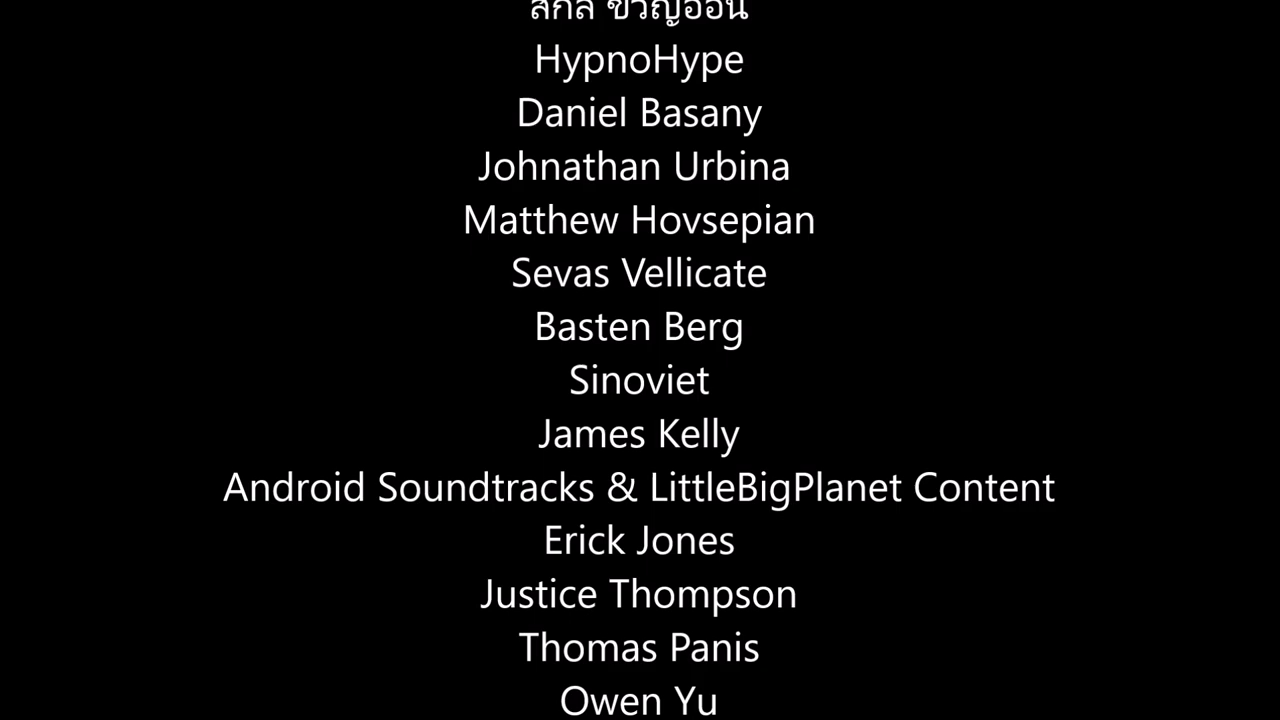 HypnoHype
Daniel Basany
Johnathan Urbina
Matthew Hovsepian
Sevas Vellicate
Basten Berg
Sinoviet
James Kelly
Android Soundtracks & LittleBigPlanet Content
Erick Jones
Justice Thompson
Thomas Panis
Owen Yu